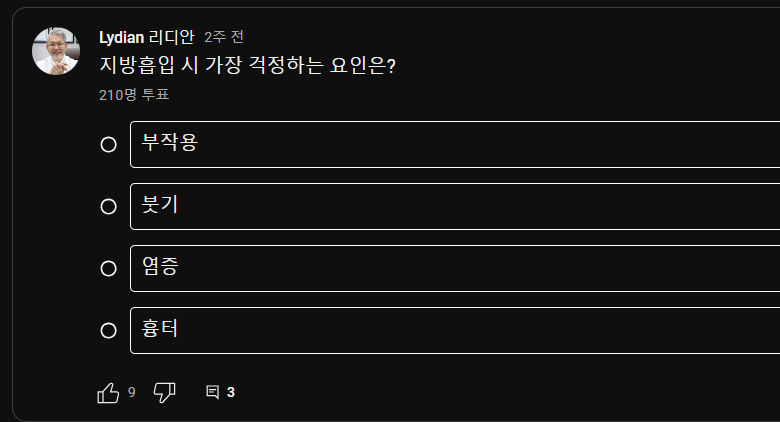 Lydian 리디안 2주 전
지방흡입 시 가장 걱정하는 요인은?
210명 투표
부작용
붓기
염증
흉터
9 3